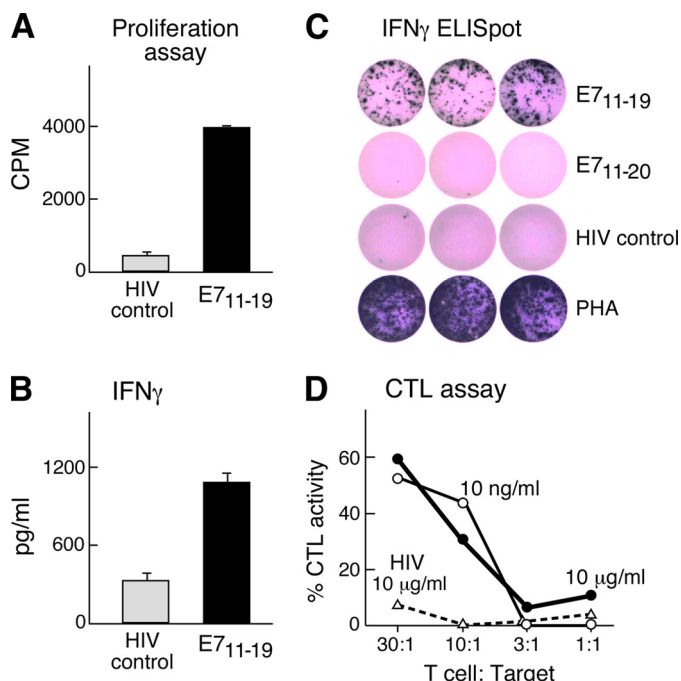 A
Proliferation
assay
CPM
4000
2000
0
HIV
control
E7₁₁₋₁₉
B
IFNγ
pg/ml
1200
600
0
HIV
control
E7₁₁₋₁₉
C
IFNγ ELISpot
E7₁₁₋₁₉
E7₁₁₋₂₀
HIV control
PHA
D
CTL assay
% CTL activity
60
40
20
0
10 ng/ml
HIV
10 µg/ml
10 µg/ml
30:1 10:1 3:1 1:1
T cell: Target